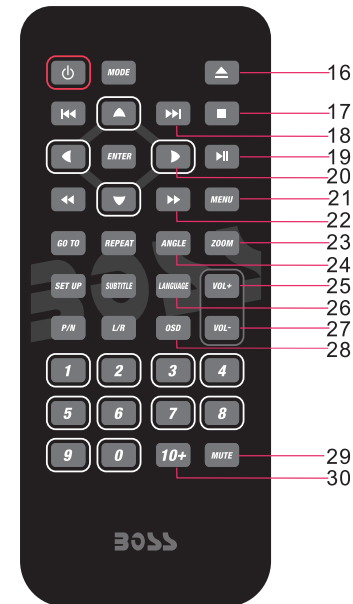 MODE
16
17
18
ENTER
19
20
MENU
21
22
GO TO REPEAT ANGLE ZOOM
23
24
SET UP SUBTITLE LANGUAGE VOL+
25
26
P/N L/R OSD VOL-
27
28
1 2 3 4
5 6 7 8
9 0 10+ MUTE
29
30
BOSS